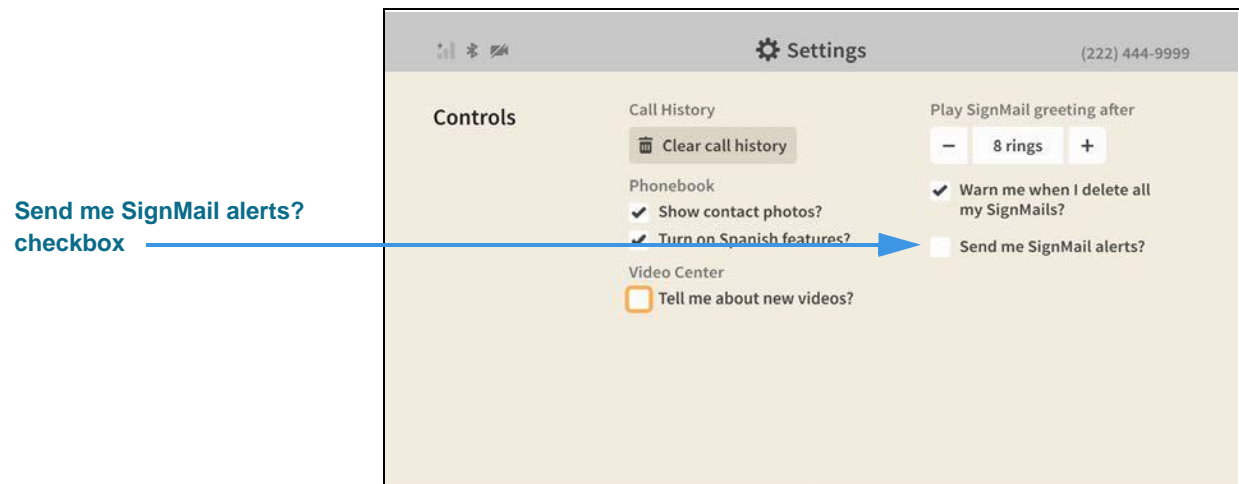 Settings
(222) 444-9999
Controls
Call History
Clear call history
Phonebook
Show contact photos?
Turn on Spanish features?
Video Center
Tell me about new videos?
Play SignMail greeting after
− 8 rings +
Warn me when I delete all
my SignMails?
Send me SignMail alerts?
Send me SignMail alerts?
checkbox